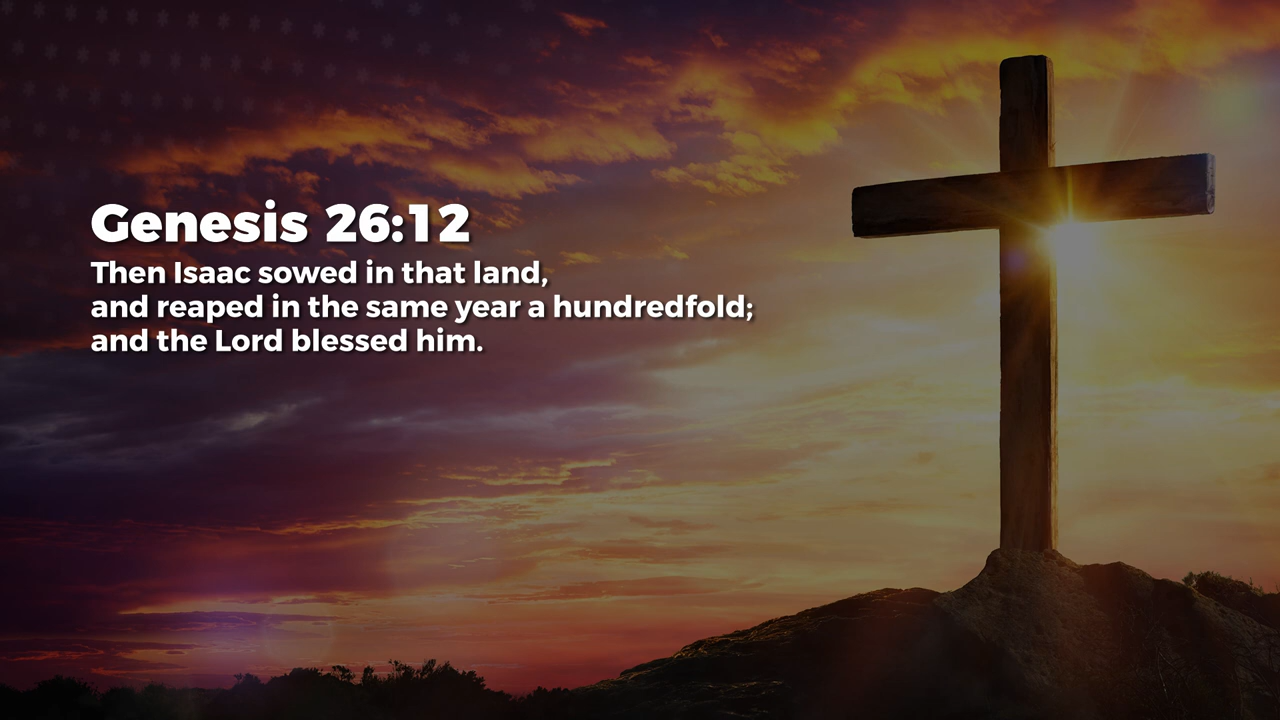 Genesis 26:12
Then Isaac sowed in that land,
and reaped in the same year a hundredfold;
and the Lord blessed him.